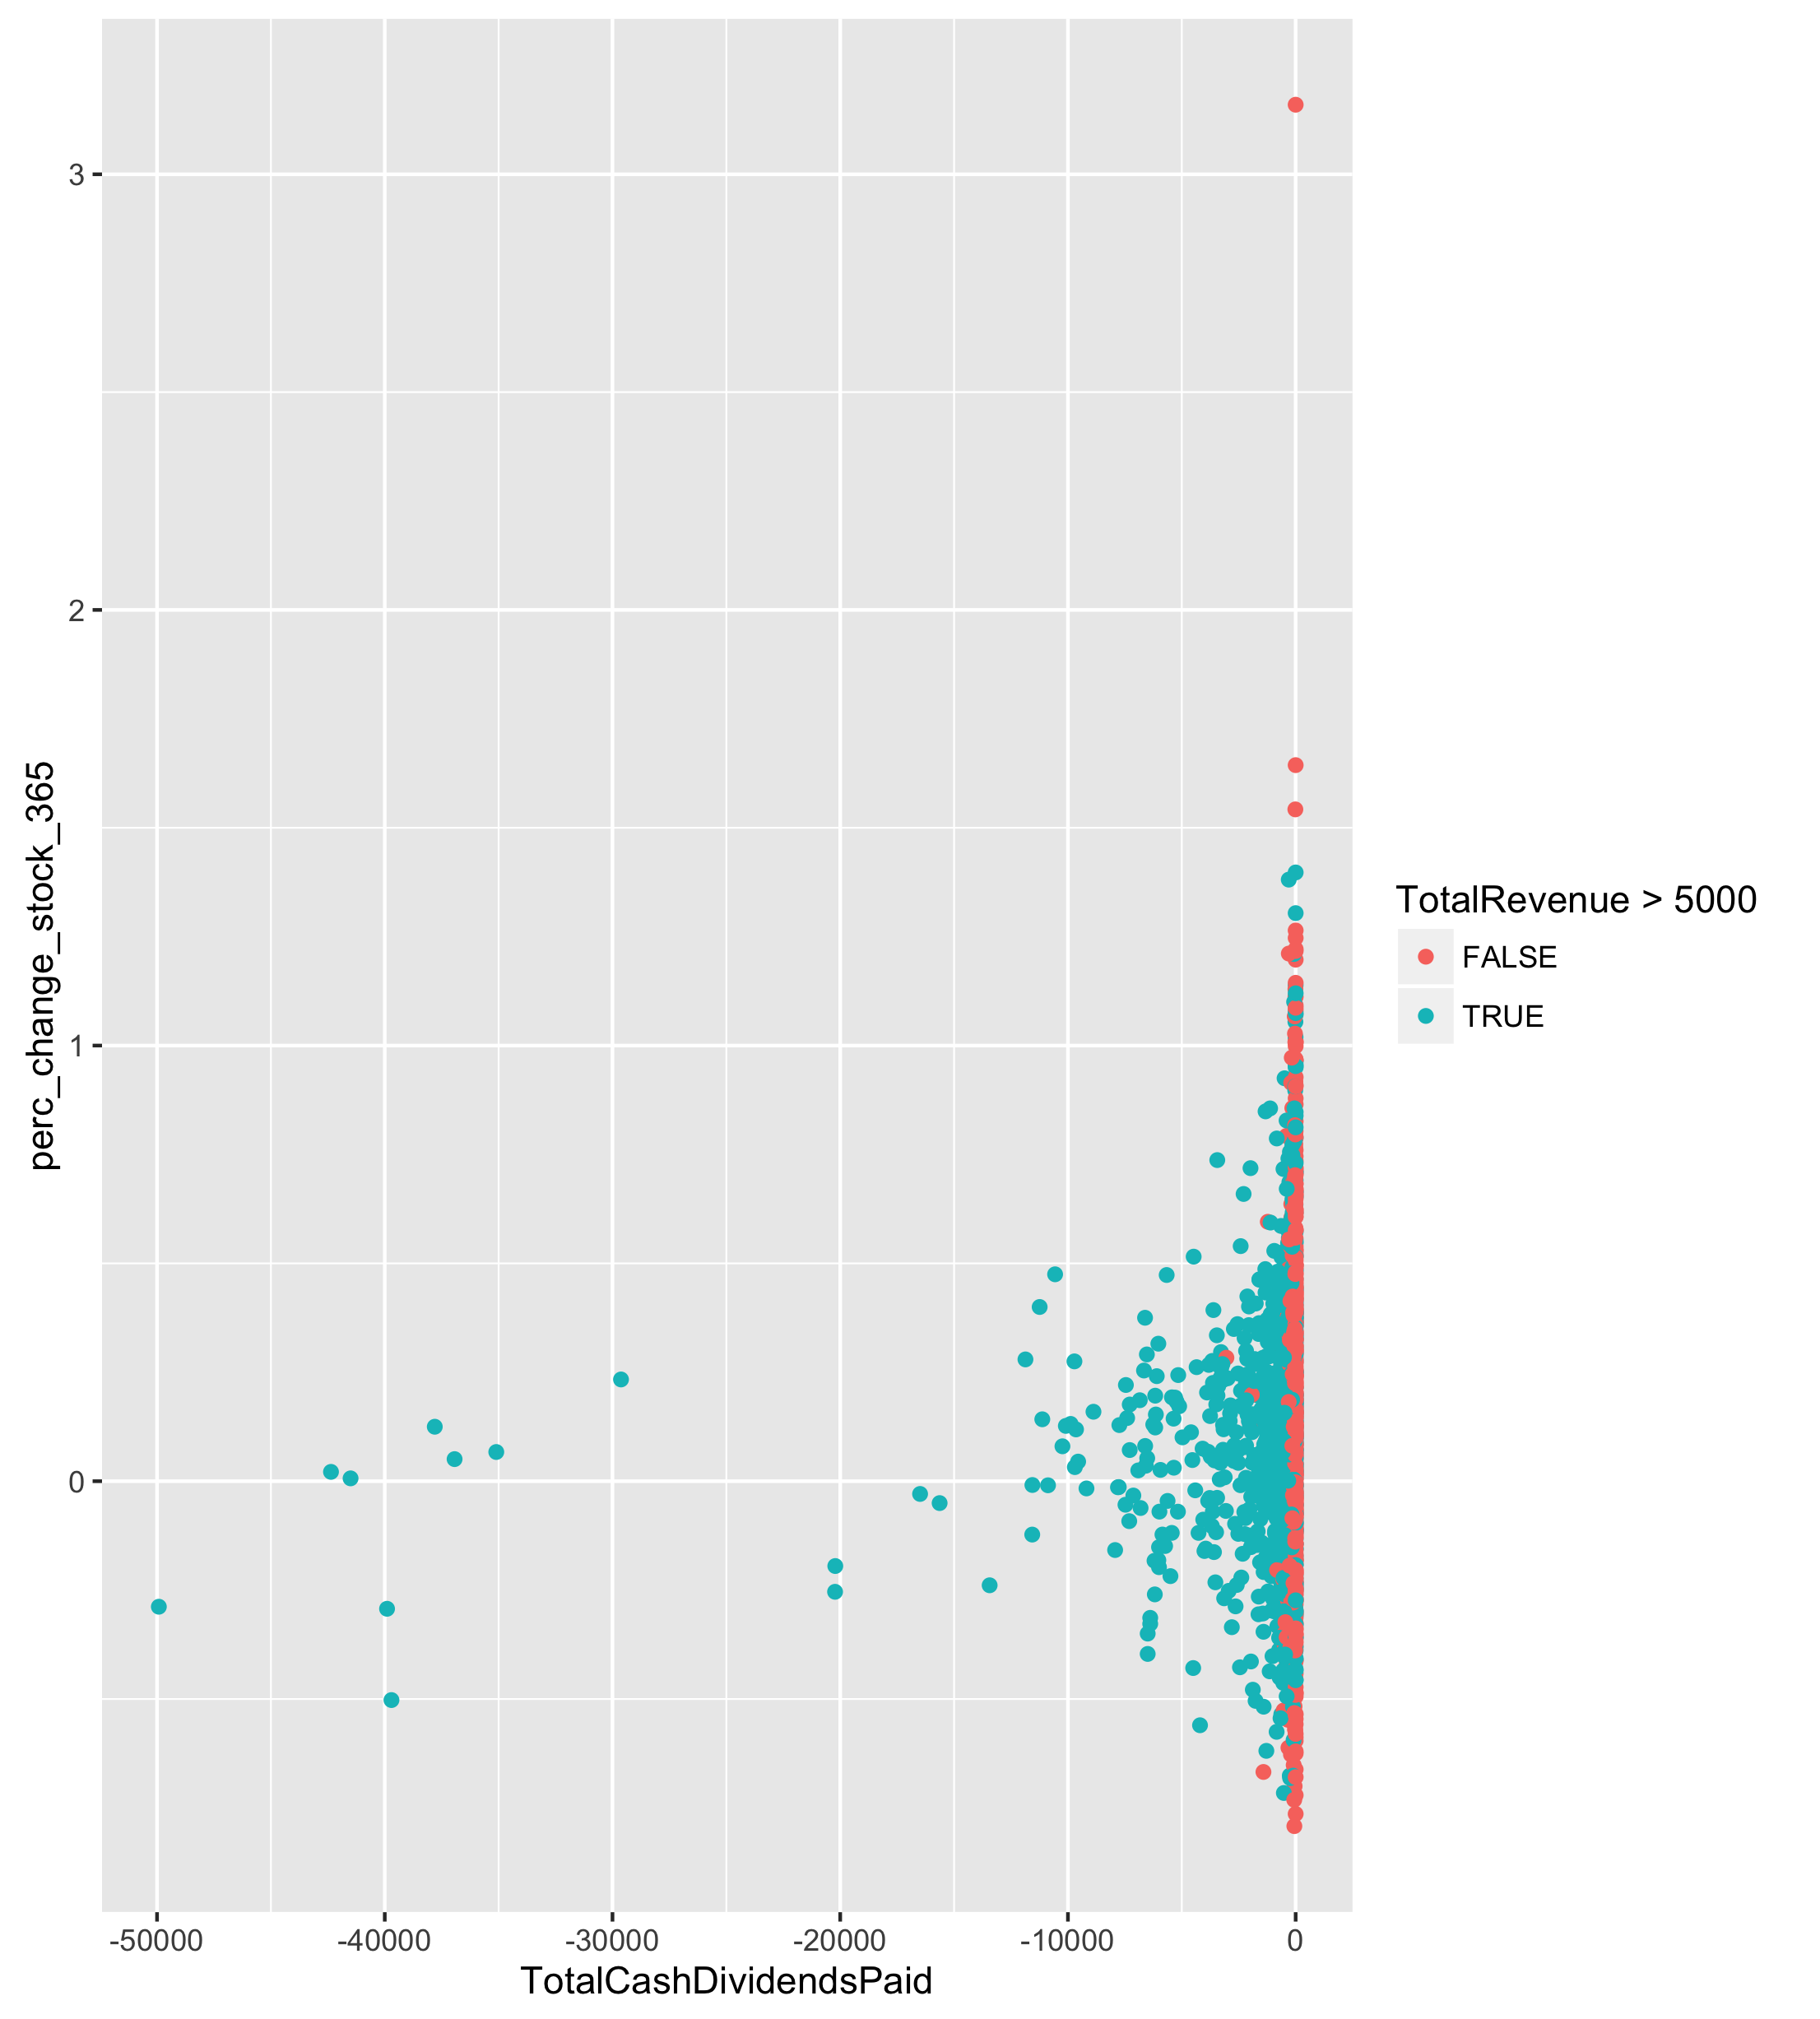 perc_change_stock_365
3
2
1
0
-50000 -40000 -30000 -20000 -10000 0
TotalCashDividendsPaid
TotalRevenue > 5000
FALSE
TRUE